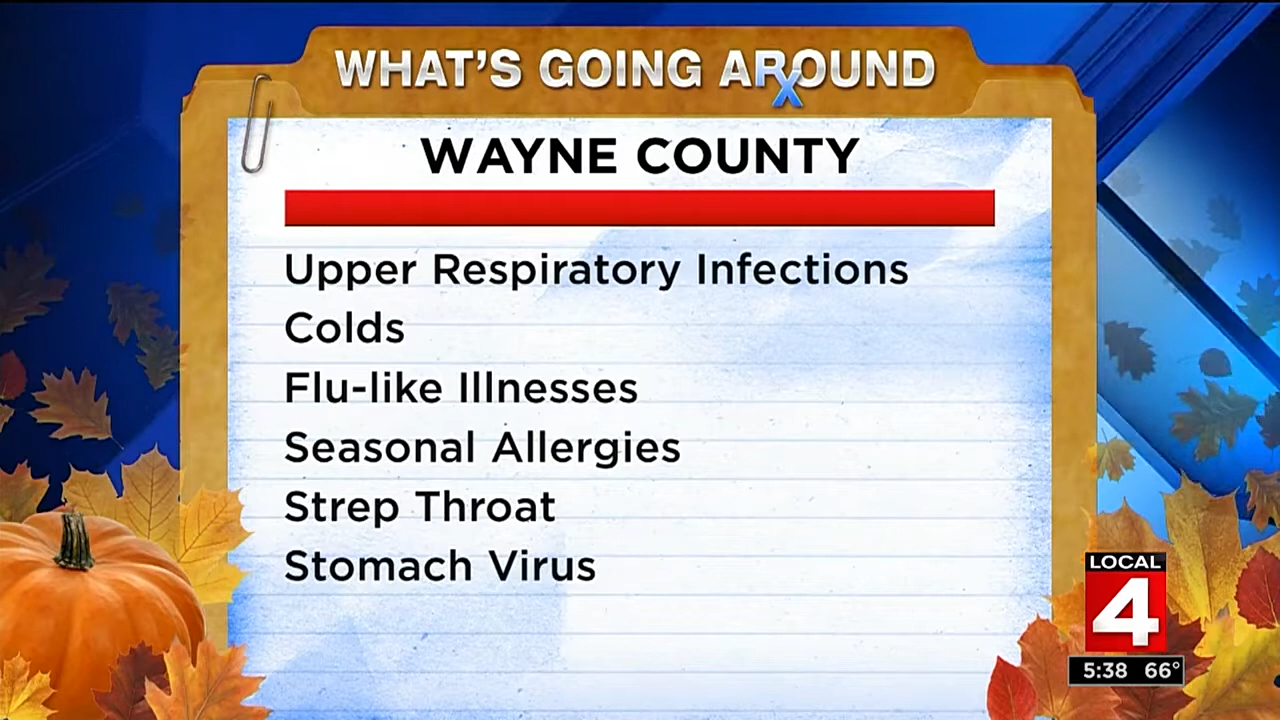 WHAT'S GOING AROUND
x
WAYNE COUNTY
Upper Respiratory Infections
Colds
Flu-like Illnesses
Seasonal Allergies
Strep Throat
Stomach Virus
LOCAL
4
5:38 66°